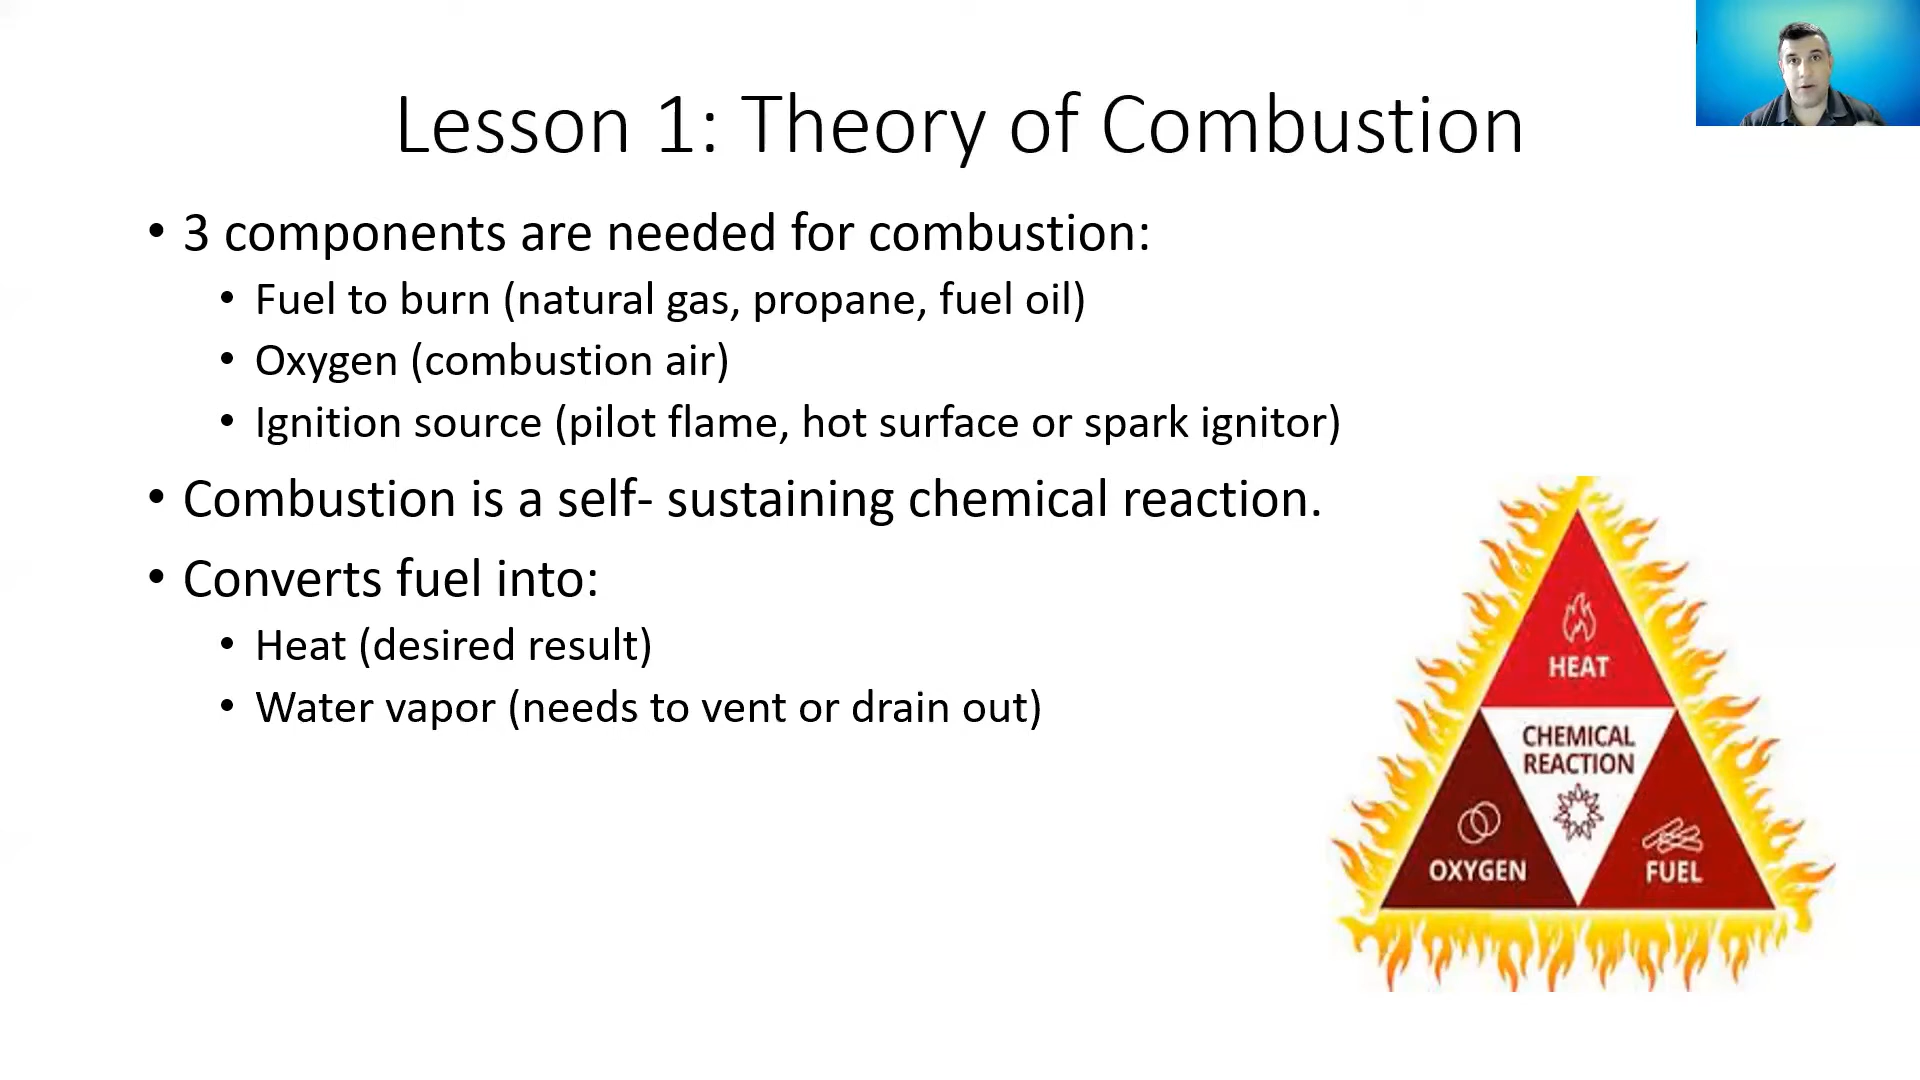 Lesson 1: Theory of Combustion
• 3 components are needed for combustion:
• Fuel to burn (natural gas, propane, fuel oil)
• Oxygen (combustion air)
• Ignition source (pilot flame, hot surface or spark ignitor)
• Combustion is a self- sustaining chemical reaction.
• Converts fuel into:
• Heat (desired result)
• Water vapor (needs to vent or drain out)
HEAT
CHEMICAL
REACTION
OXYGEN
FUEL